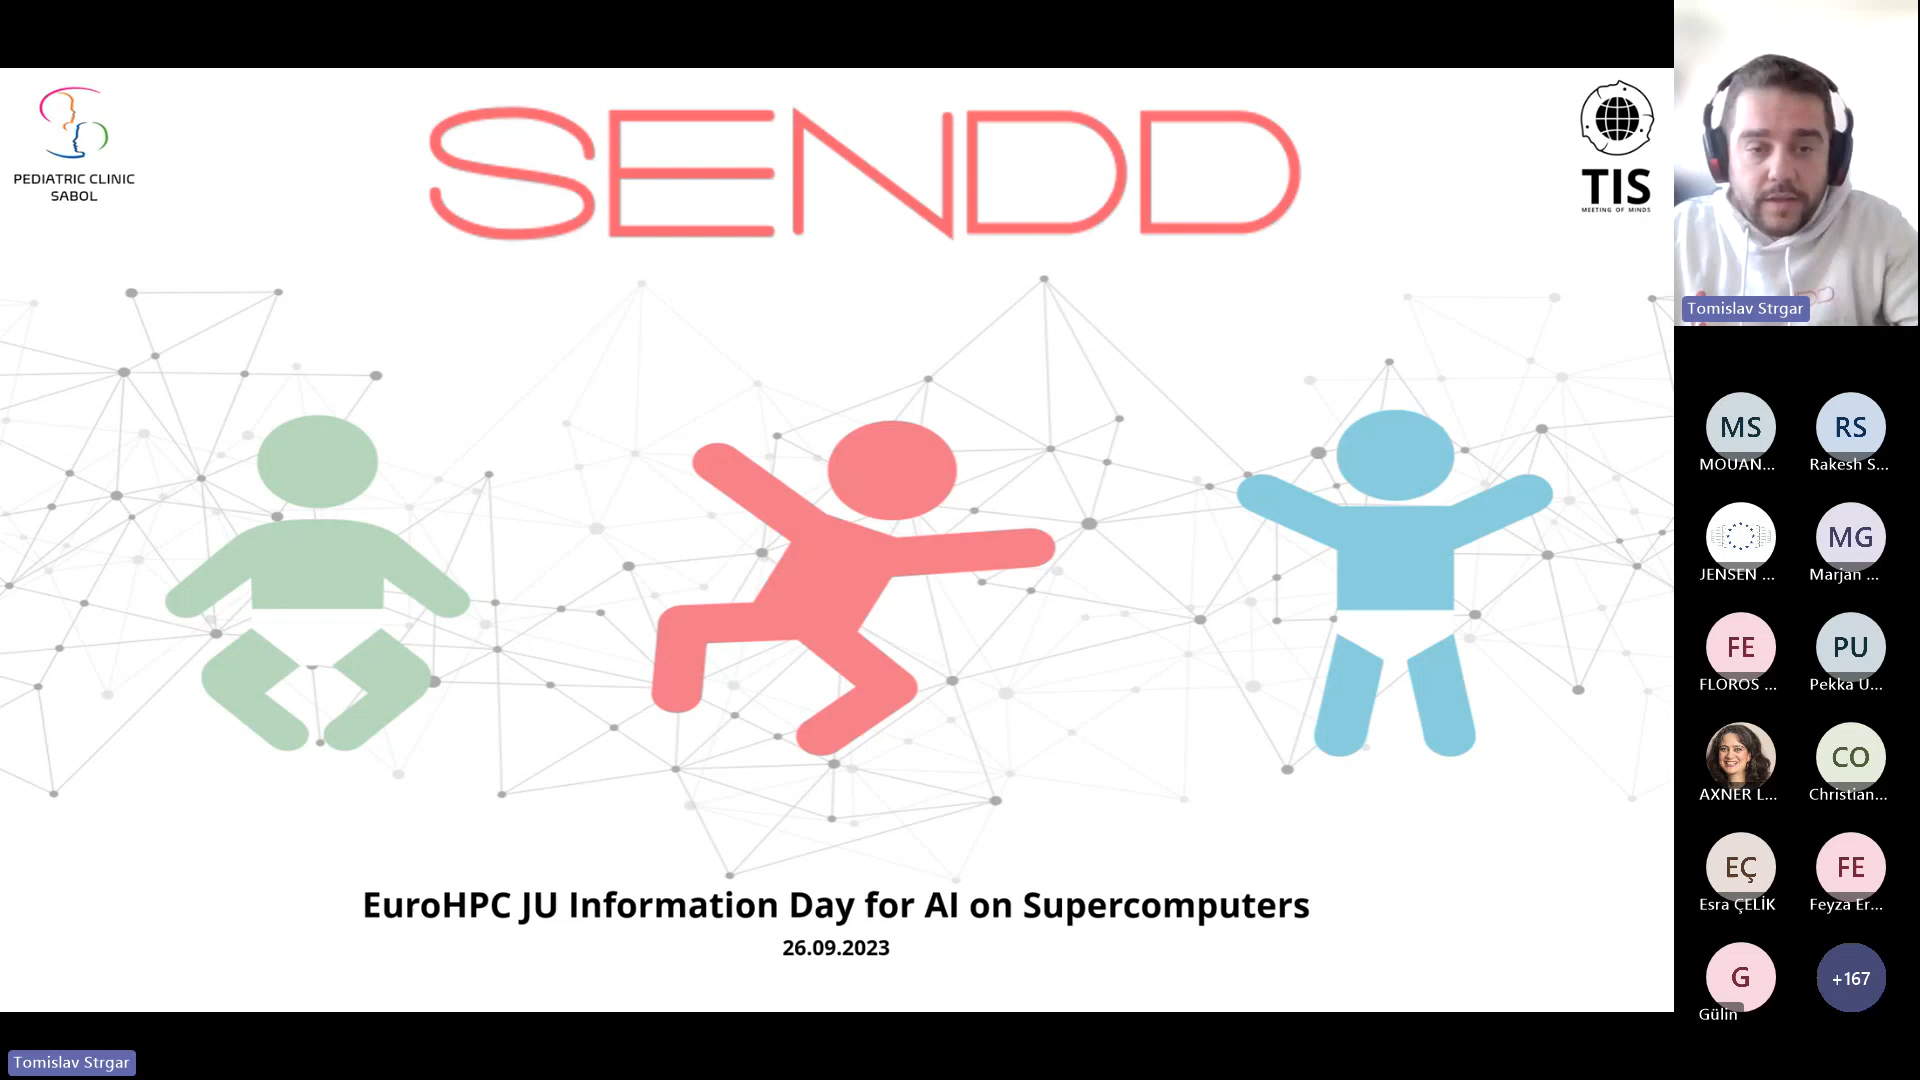 PEDIATRIC CLINIC
SABOL
SENDD
TIS
MEETING OF MINDS
EuroHPC JU Information Day for AI on Supercomputers
26.09.2023
Tomislav Strgar
Tomislav Strgar
MS
MOUAN...
RS
Rakesh S...
JENSEN ...
MG
Marjan ...
FE
FLOROS ...
PU
Pekka U...
AXNER L...
CO
Christian...
EÇ
Esra ÇELİK
FE
Feyza Er...
G
Gülin
+167